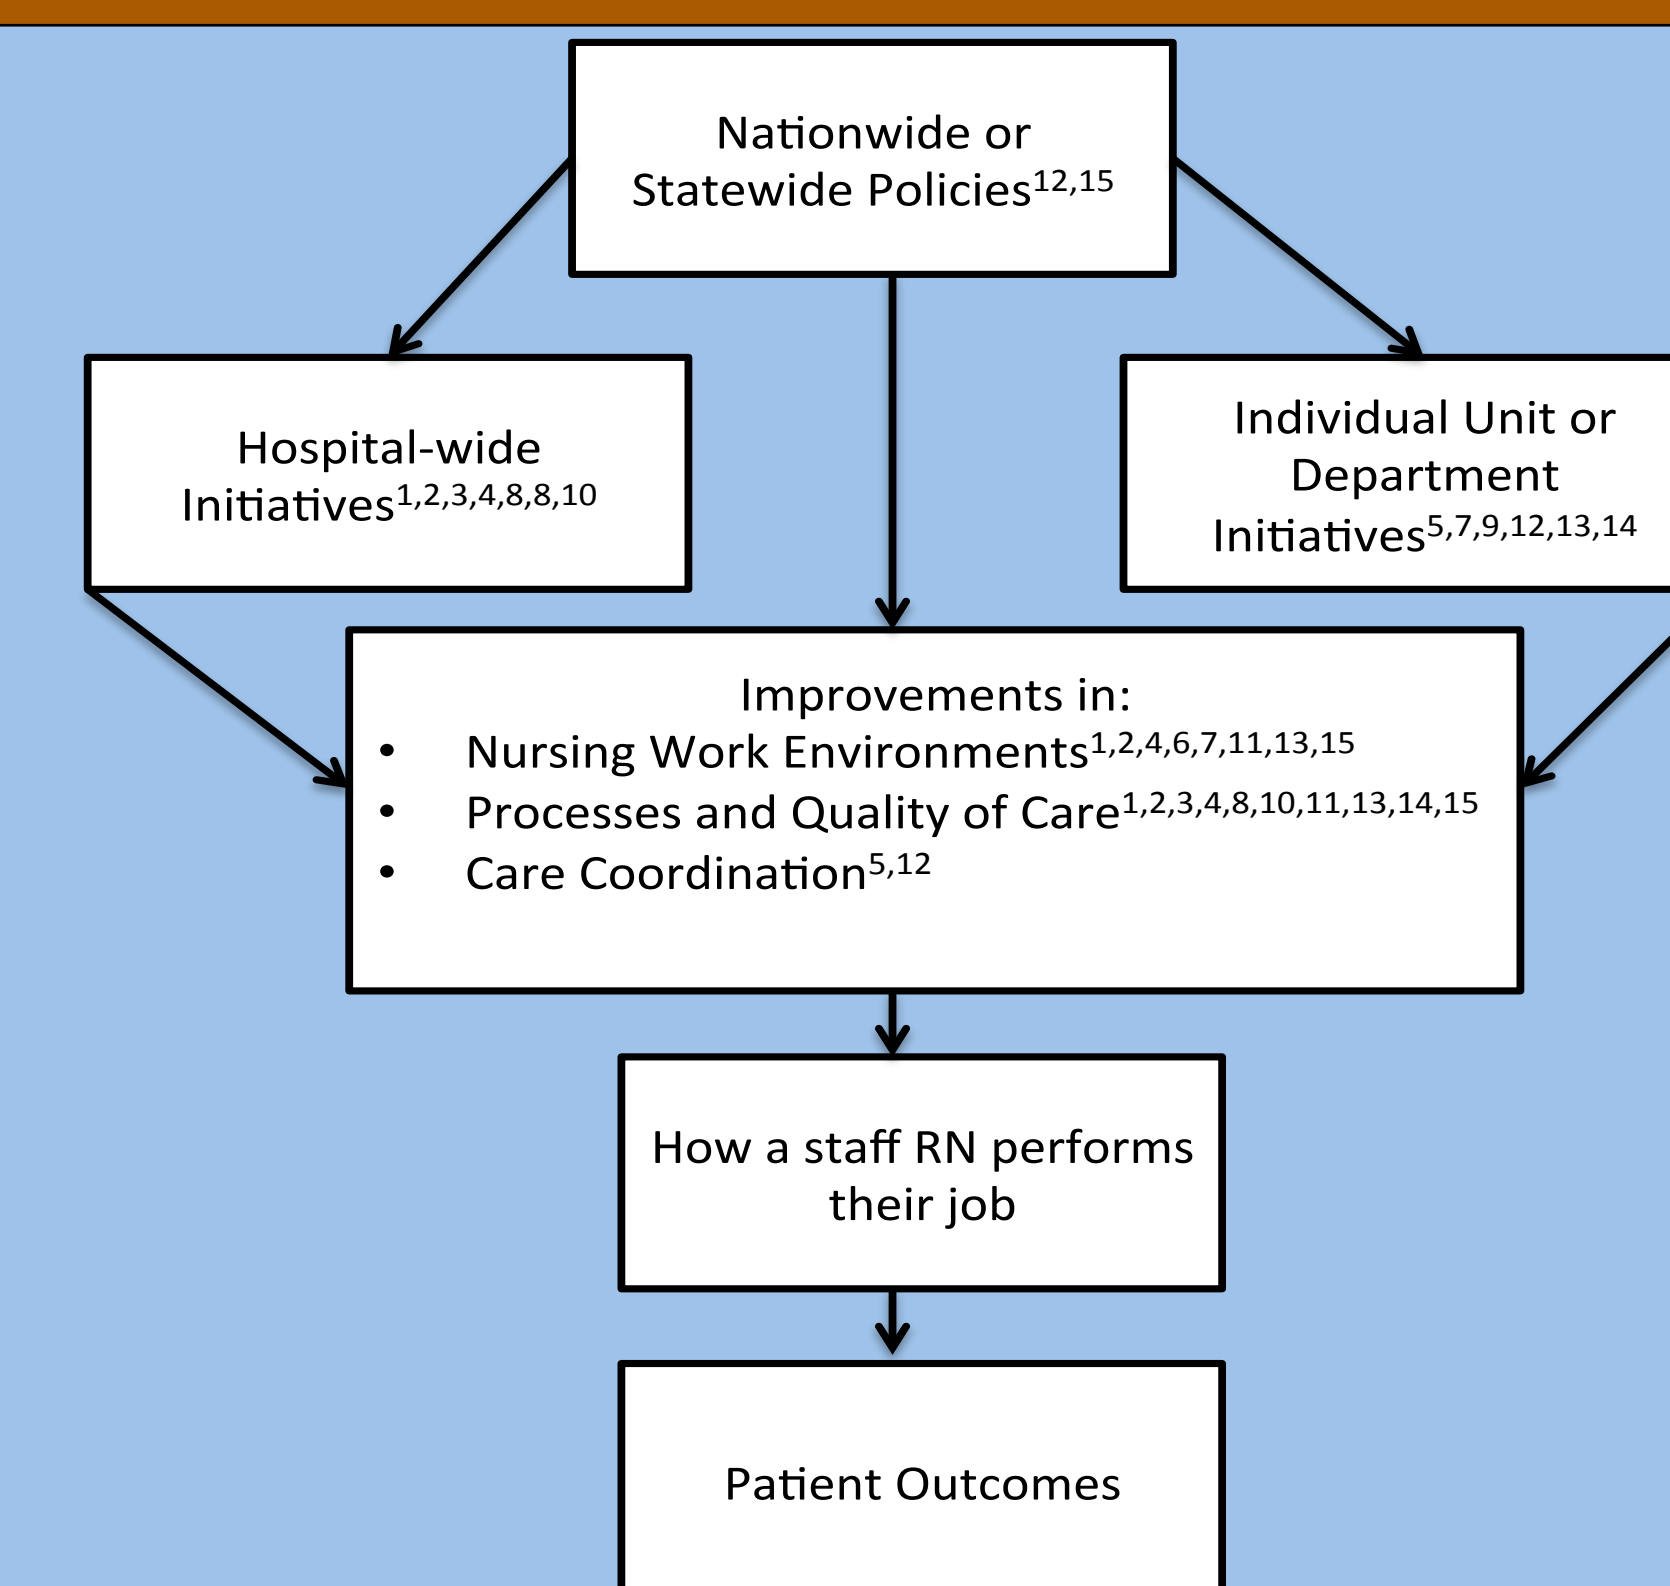 Nationwide or
Statewide Policies12,15
Hospital-wide
Initiatives1,2,3,4,8,8,10
Individual Unit or
Department
Initiatives5,7,9,12,13,14
Improvements in:
• Nursing Work Environments1,2,4,6,7,11,13,15
• Processes and Quality of Care1,2,3,4,8,10,11,13,14,15
• Care Coordination5,12
How a staff RN performs
their job
Patient Outcomes